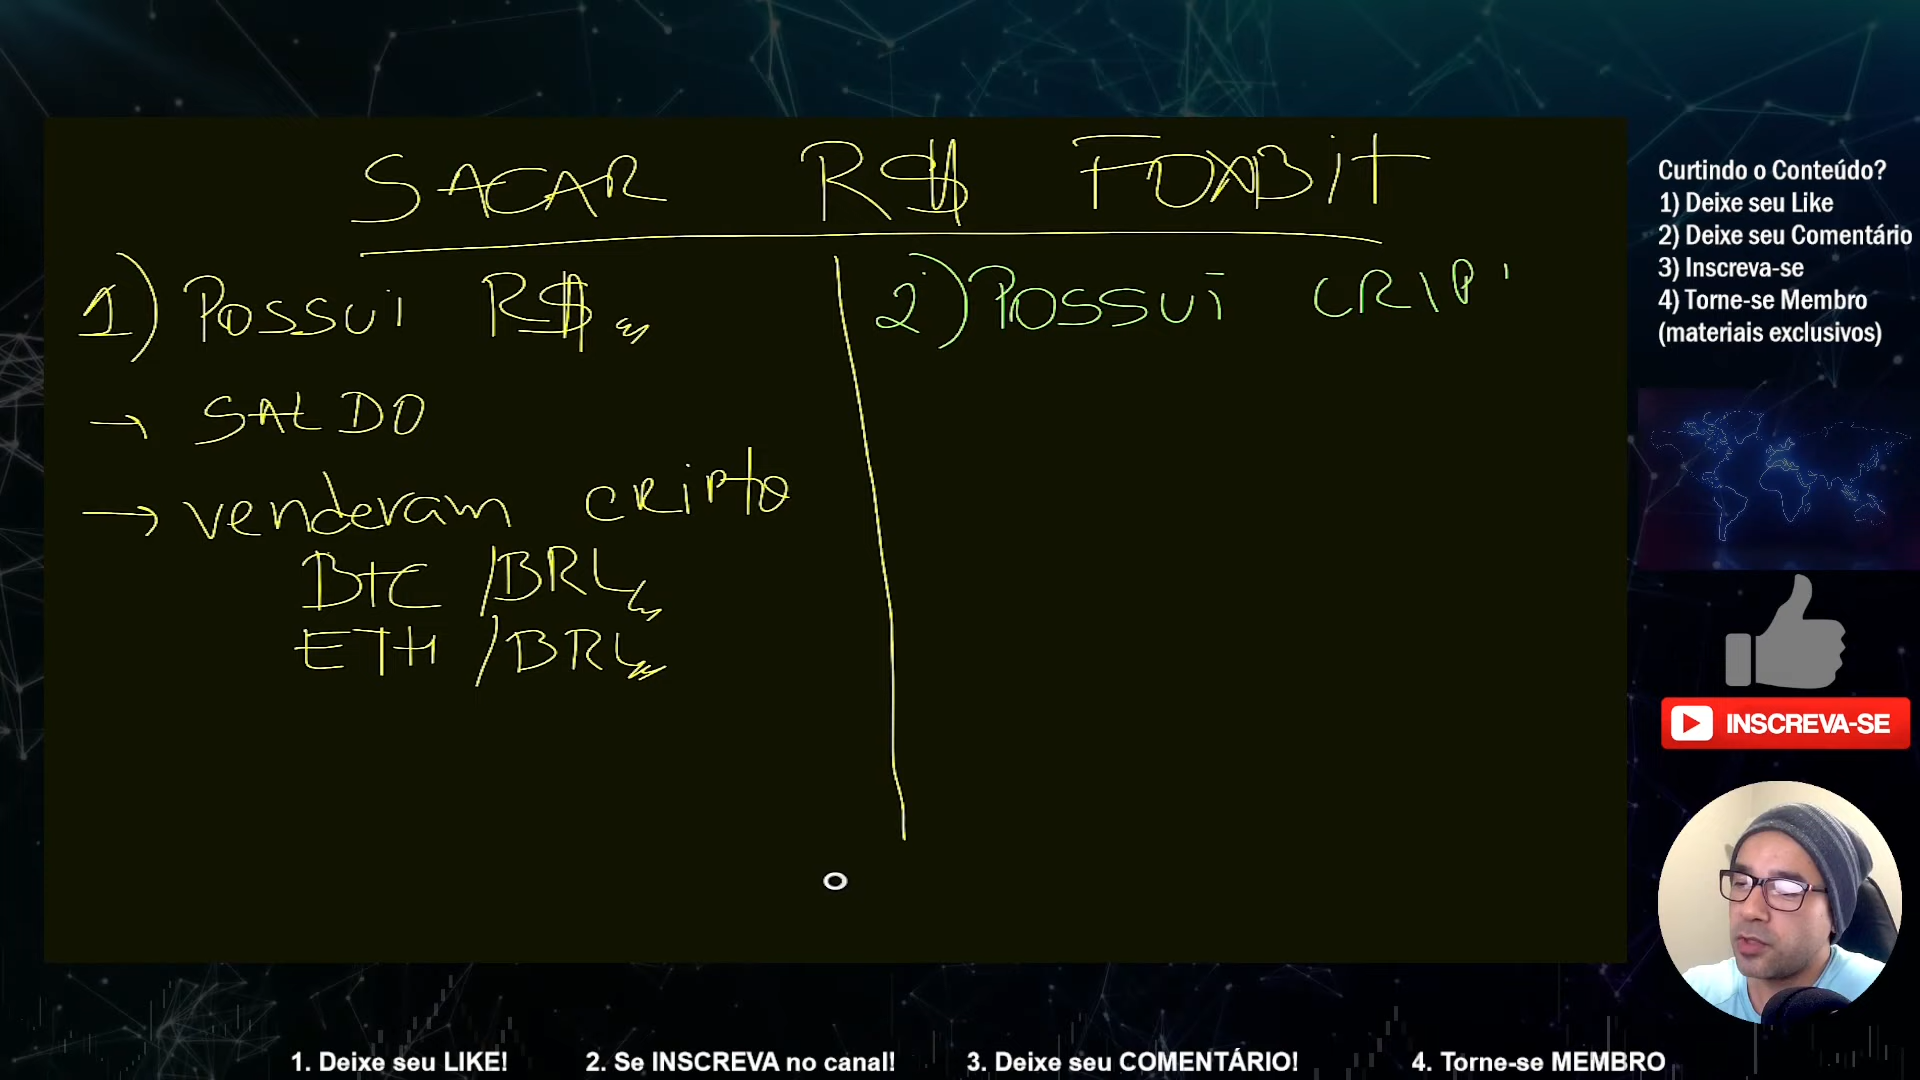 SACAR R$ FOXBiT
1) POSSUi R$
→ SALDO
→ venderam cripto
BTC /BRL
ETH /BRL
2) POSSUI CRIP
Curtindo o Conteúdo?
1) Deixe seu Like
2) Deixe seu Comentário
3) Inscreva-se
4) Torne-se Membro
(materiais exclusivos)
INSCREVA-SE
1. Deixe seu LIKE! 2. Se INSCREVA no canal! 3. Deixe seu COMENTÁRIO! 4. Torne-se MEMBRO